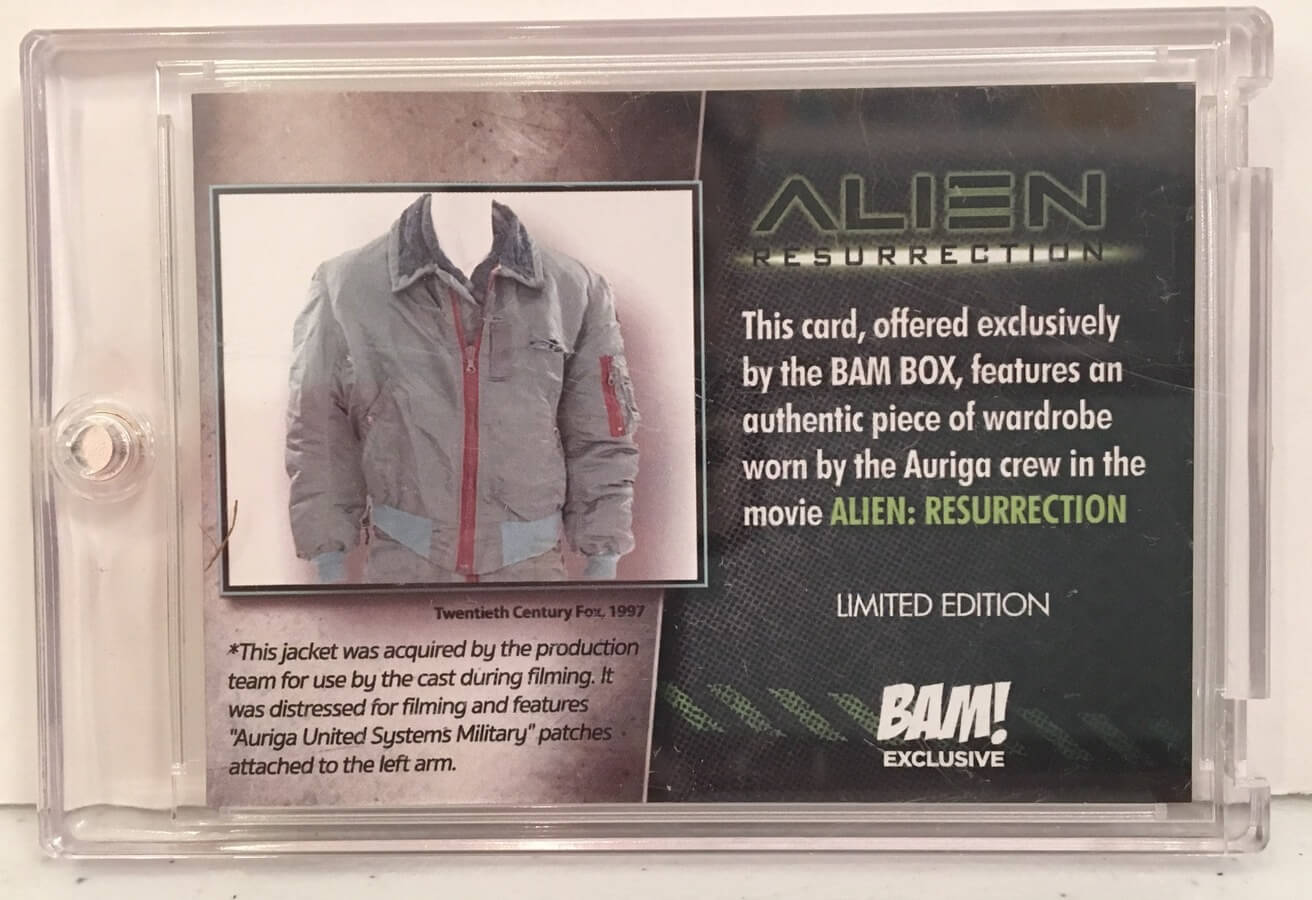 Twentieth Century Fox, 1997
*This jacket was acquired by the production
team for use by the cast during filming. It
was distressed for filming and features
"Auriga United System's Military" patches
attached to the left arm.
ALIEN
RESURRECTION
This card, offered exclusively
by the BAM BOX, features an
authentic piece of wardrobe
worn by the Auriga crew in the
movie ALIEN: RESURRECTION
LIMITED EDITION
BAM!
EXCLUSIVE